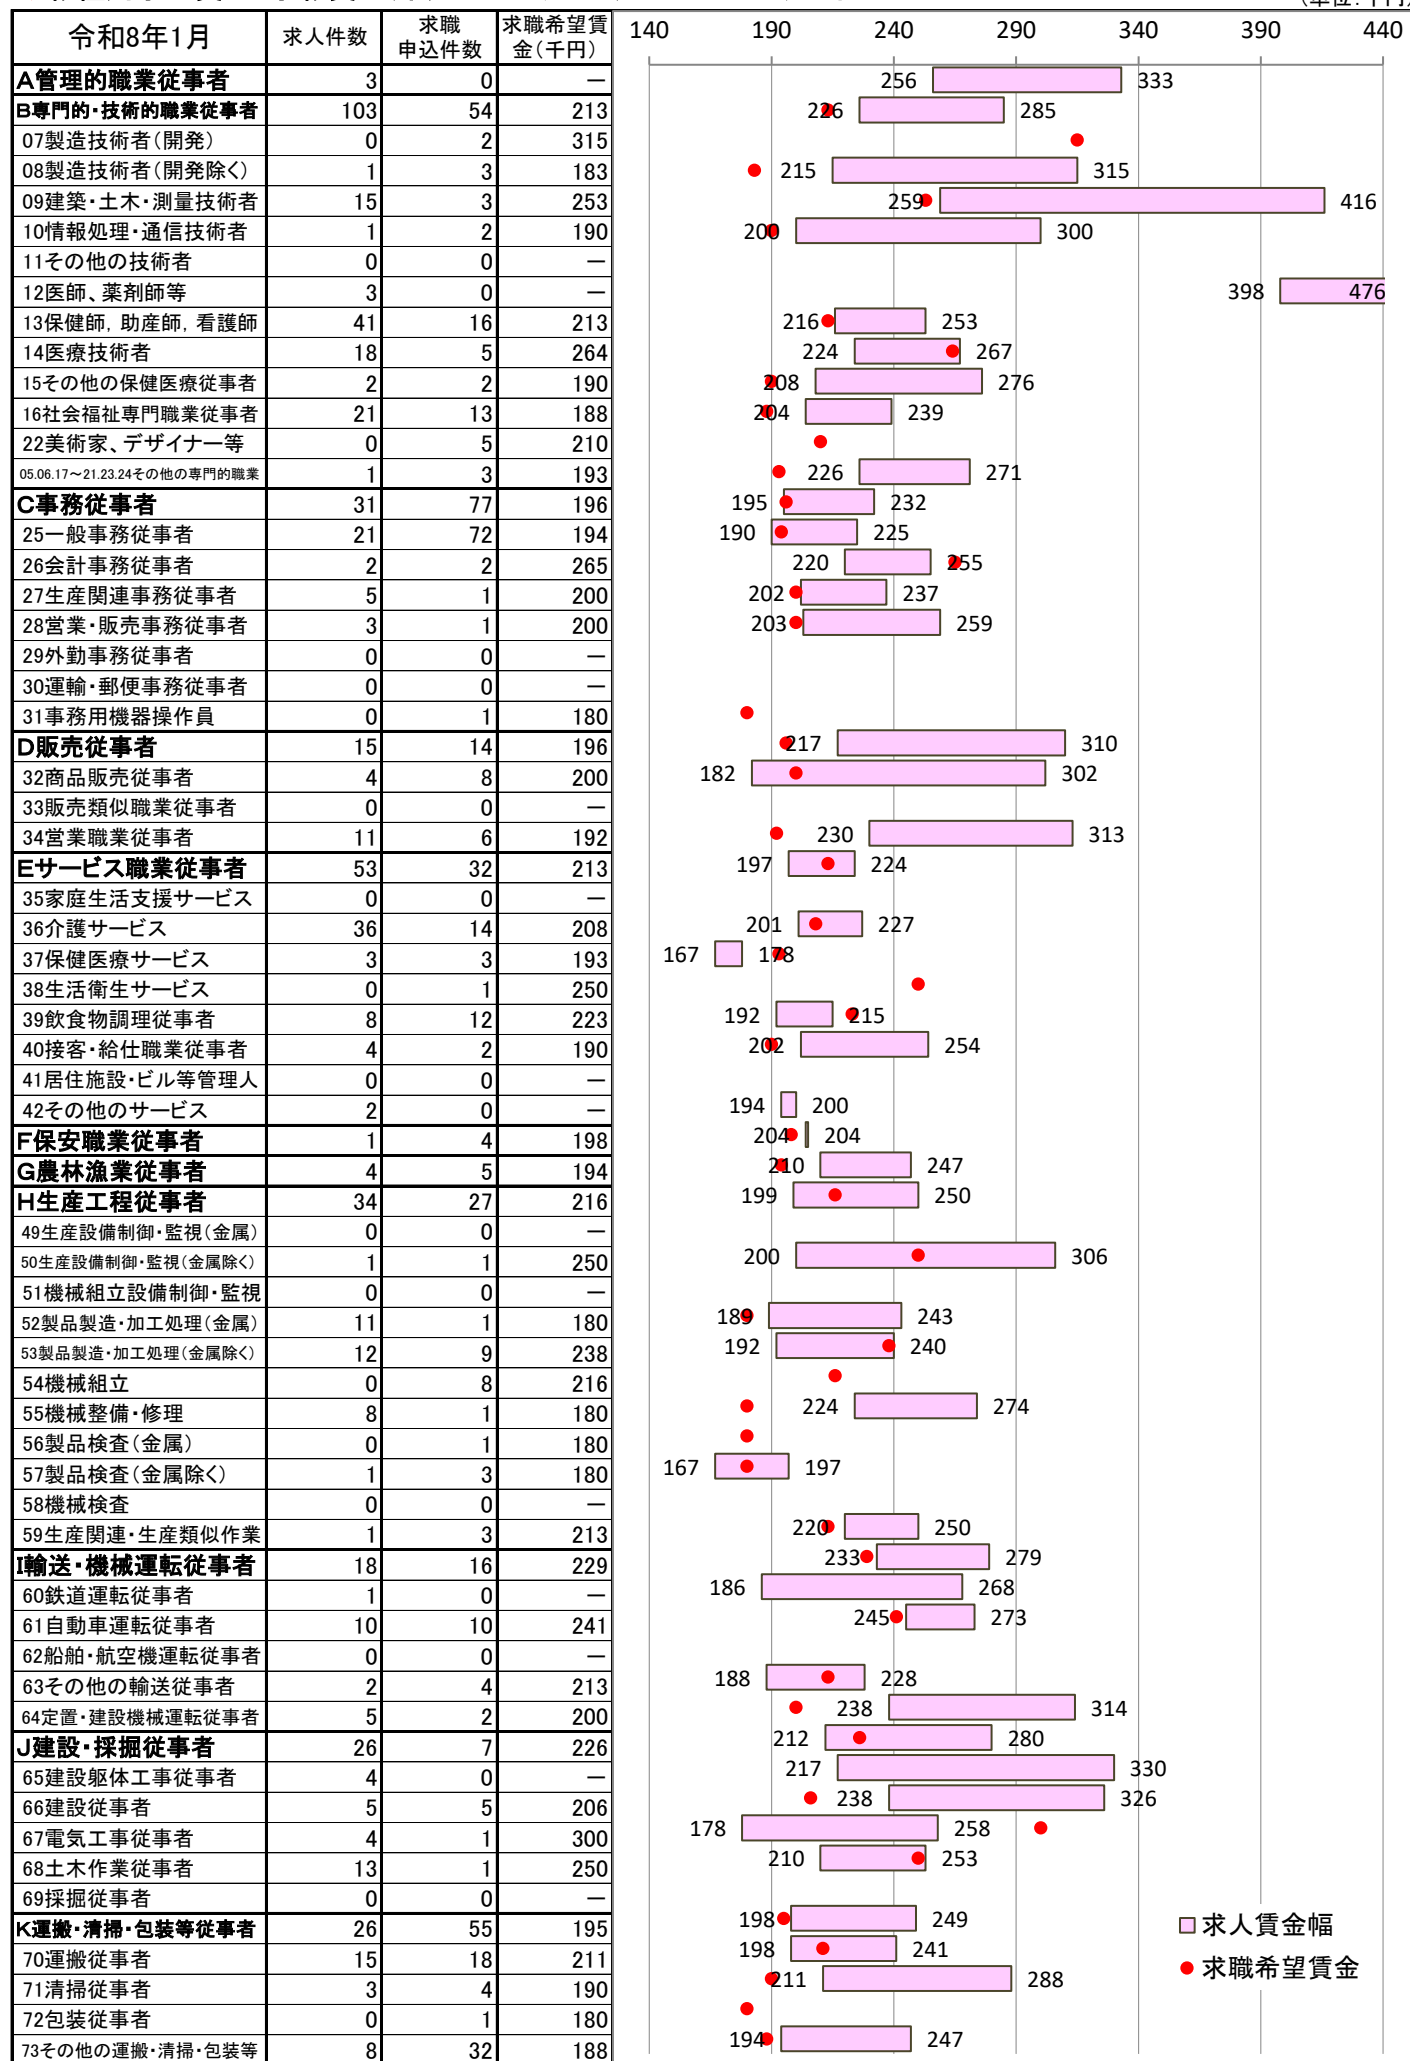 (単位:千円)
令和8年1月 求人件数 求職申込件数 求職希望賃金(千円) 140 190 240 290 340 390 440
A管理的職業従事者 3 0 ― 256 333
B専門的・技術的職業従事者 103 54 213 226 285
07製造技術者(開発) 0 2 315
08製造技術者(開発除く) 1 3 183 215 315
09建築・土木・測量技術者 15 3 253 259 416
10情報処理・通信技術者 1 2 190 200 300
11その他の技術者 0 0 ―
12医師、薬剤師等 3 0 ― 398 476
13保健師,助産師,看護師 41 16 213 216 253
14医療技術者 18 5 264 224 267
15その他の保健医療従事者 2 2 190 208 276
16社会福祉専門職業従事者 21 13 188 204 239
22美術家、デザイナー等 0 5 210
05.06.17~21.23.24その他の専門的職業 1 3 193 226 271
C事務従事者 31 77 196 195 232
25一般事務従事者 21 72 194 190 225
26会計事務従事者 2 2 265 220 255
27生産関連事務従事者 5 1 200 202 237
28営業・販売事務従事者 3 1 200 203 259
29外勤事務従事者 0 0 ―
30運輸・郵便事務従事者 0 0 ―
31事務用機器操作員 0 1 180
D販売従事者 15 14 196 217 310
32商品販売従事者 4 8 200 182 302
33販売類似職業従事者 0 0 ―
34営業職業従事者 11 6 192 230 313
Eサービス職業従事者 53 32 213 197 224
35家庭生活支援サービス 0 0 ―
36介護サービス 36 14 208 201 227
37保健医療サービス 3 3 193 167 178
38生活衛生サービス 0 1 250
39飲食物調理従事者 8 12 223 192 215
40接客・給仕職業従事者 4 2 190 202 254
41居住施設・ビル等管理人 0 0 ―
42その他のサービス 2 0 ― 194 200
F保安職業従事者 1 4 198 204 204
G農林漁業従事者 4 5 194 210 247
H生産工程従事者 34 27 216 199 250
49生産設備制御・監視(金属) 0 0 ―
50生産設備制御・監視(金属除く) 1 1 250 200 306
51機械組立設備制御・監視 0 0 ―
52製品製造・加工処理(金属) 11 1 180 189 243
53製品製造・加工処理(金属除く) 12 9 238 192 240
54機械組立 0 8 216
55機械整備・修理 8 1 180 224 274
56製品検査(金属) 0 1 180
57製品検査(金属除く) 1 3 180 167 197
58機械検査 0 0 ―
59生産関連・生産類似作業 1 3 213 220 250
I輸送・機械運転従事者 18 16 229 233 279
60鉄道運転従事者 1 0 ― 186 268
61自動車運転従事者 10 10 241 245 273
62船舶・航空機運転従事者 0 0 ―
63その他の輸送従事者 2 4 213 188 228
64定置・建設機械運転従事者 5 2 200 238 314
J建設・採掘従事者 26 7 226 212 280
65建設躯体工事従事者 4 0 ― 217 330
66建設従事者 5 5 206 238 326
67電気工事従事者 4 1 300 178 258
68土木作業従事者 13 1 250 210 253
69採掘従事者 0 0 ―
K運搬・清掃・包装等従事者 26 55 195 198 249
70運搬従事者 15 18 211 198 241
71清掃従事者 3 4 190 211 288
72包装従事者 0 1 180
73その他の運搬・清掃・包装等 8 32 188 194 247
求人賃金幅
求職希望賃金